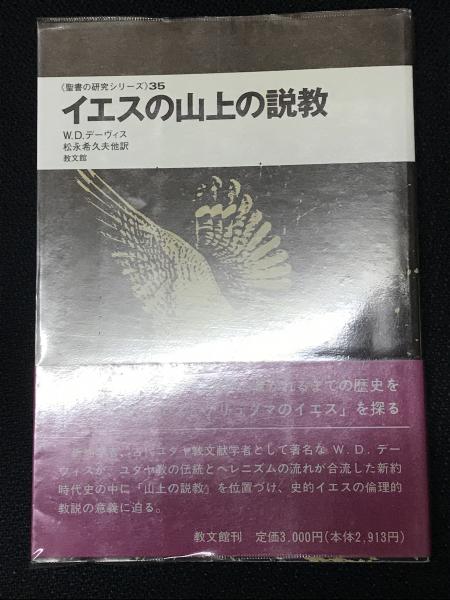 〈聖書の研究シリーズ〉35
イエスの山上の説教
W.D.デーヴィス
松永希久夫他訳
教文館
れるまでの歴史を
のイエス」を探る
ユダヤ教文献学者として著名な W. D. デー
ヴィスが、ユダヤ教の伝統とヘレニズムの流れが合流した新約
時代史の中に「山上の説教」を位置づけ、史的イエスの倫理的
教説の意義に迫る。
教文館刊 定価3,000円(本体2,913円)